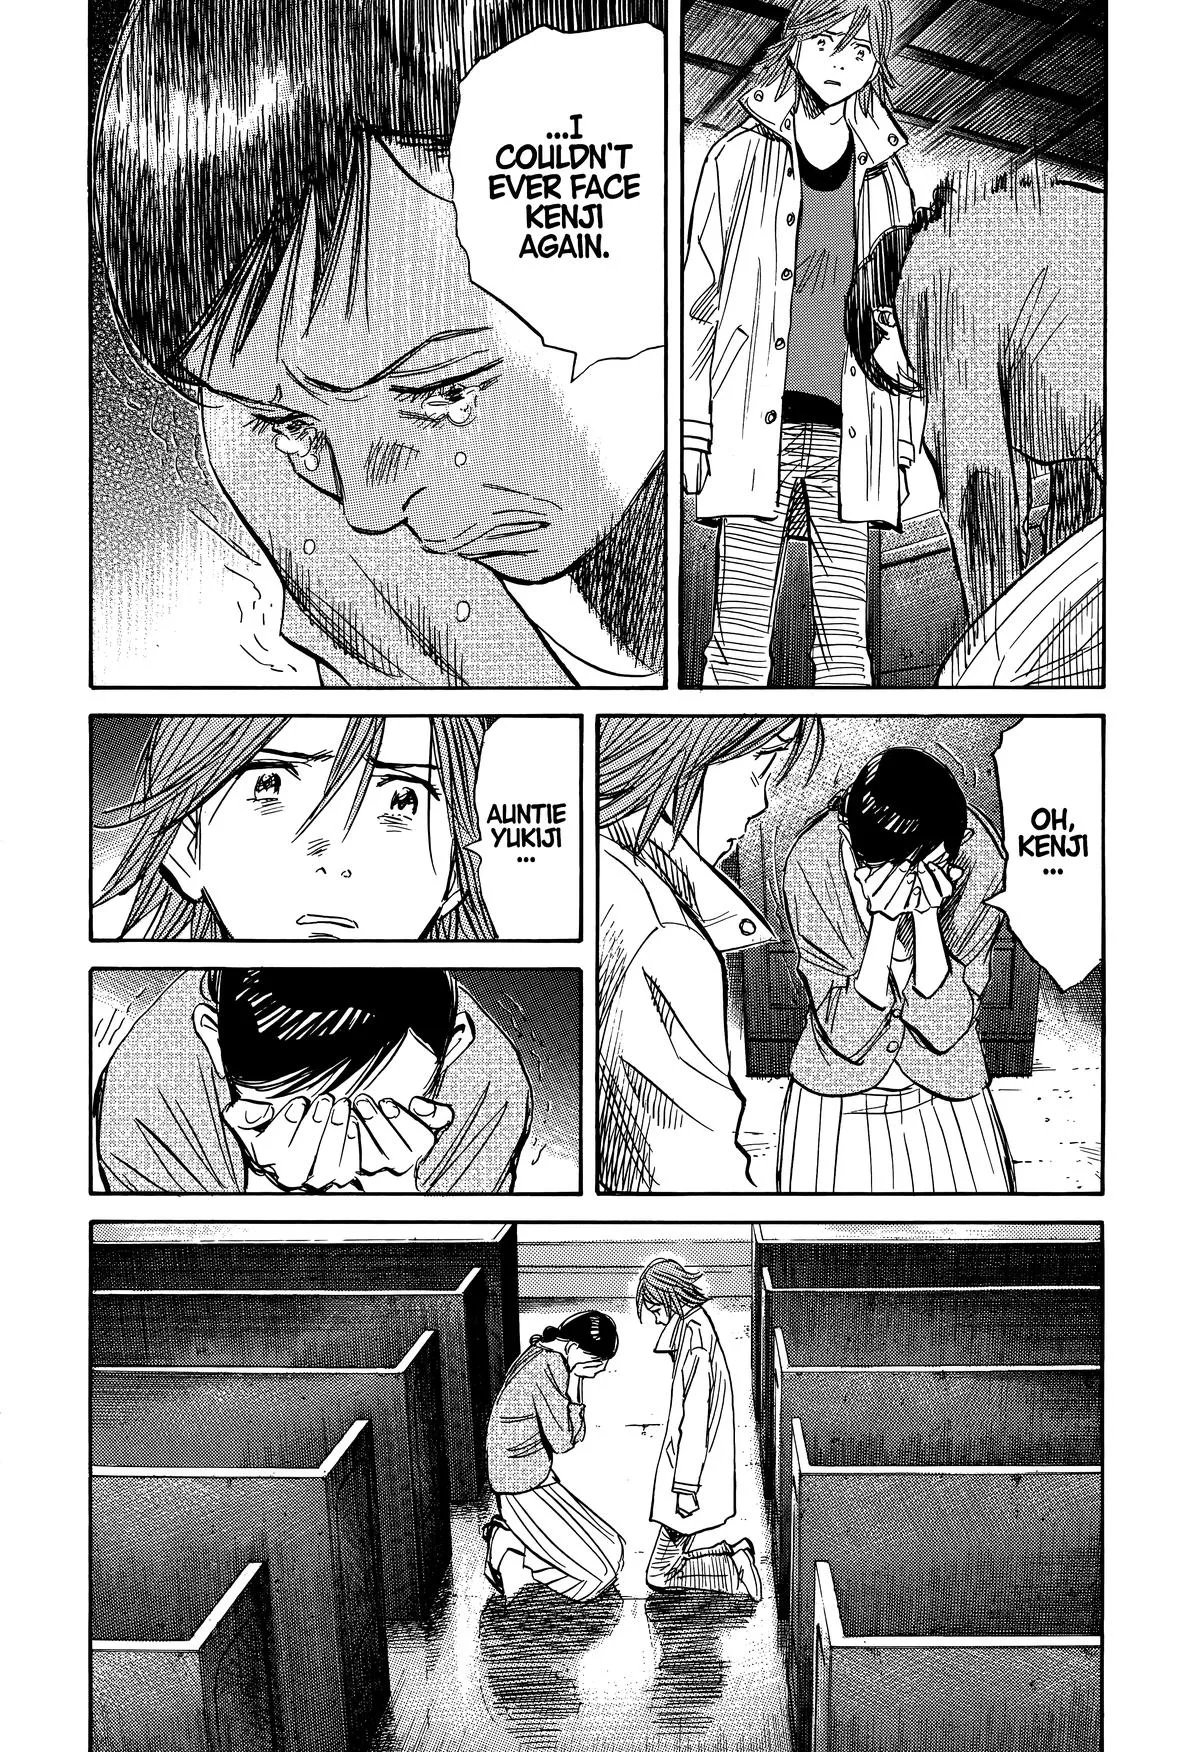 ...I
COULDN'T
EVER FACE
KENJI
AGAIN.
OH,
KENJI
...
AUNTIE
YUKIJI
...